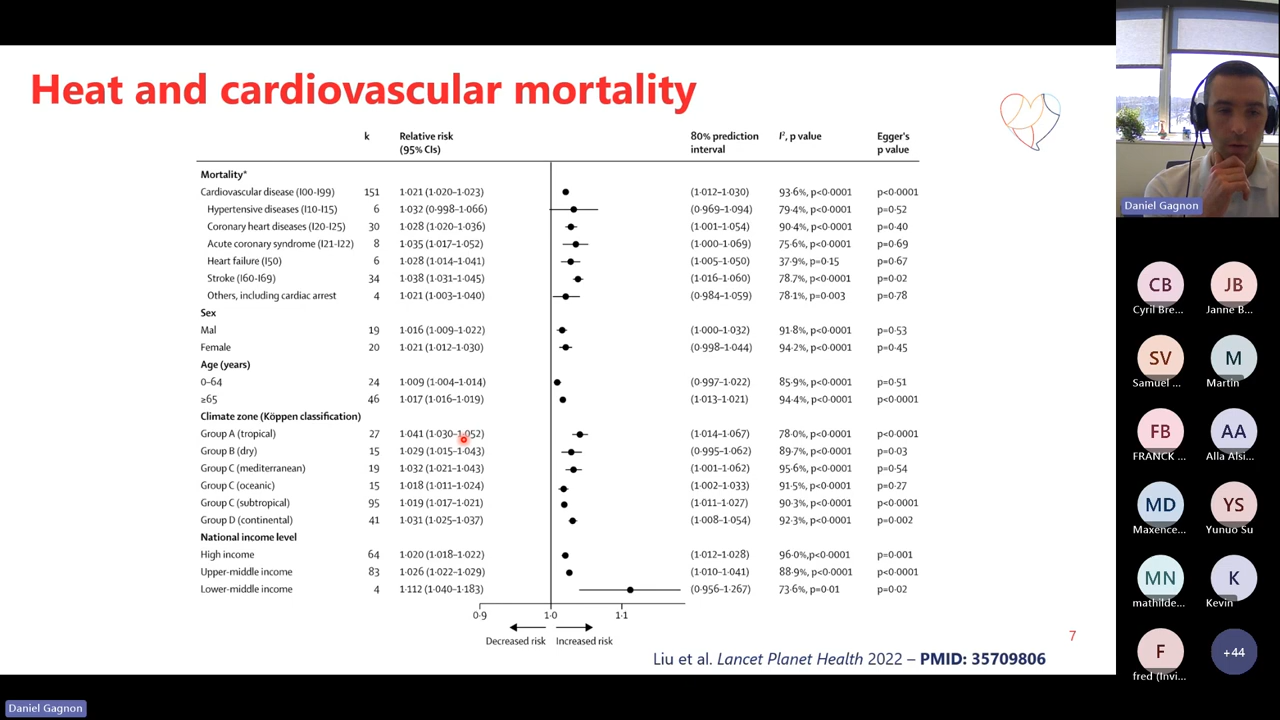 Heat and cardiovascular mortality
k Relative risk (95% CIs) 80% prediction interval I², p value Egger's p value
Mortality*
Cardiovascular disease (I00-I99) 151 1·021 (1·020–1·023) (1·012–1·030) 93·6%, p<0·0001 p<0·0001
Hypertensive diseases (I10-I15) 6 1·032 (0·998–1·066) (0·969–1·094) 79·4%, p<0·0001 p=0·52
Coronary heart diseases (I20-I25) 30 1·028 (1·020–1·036) (1·001–1·054) 90·4%, p<0·0001 p=0·40
Acute coronary syndrome (I21-I22) 8 1·035 (1·017–1·052) (1·000–1·069) 75·6%, p<0·0001 p=0·69
Heart failure (I50) 6 1·028 (1·014–1·041) (1·005–1·050) 37·9%, p=0·15 p=0·67
Stroke (I60-I69) 34 1·038 (1·031–1·045) (1·016–1·060) 78·7%, p<0·0001 p=0·02
Others, including cardiac arrest 4 1·021 (1·003–1·040) (0·984–1·059) 78·1%, p=0·003 p=0·78
Sex
Mal 19 1·016 (1·009–1·022) (1·000–1·032) 91·8%, p<0·0001 p=0·53
Female 20 1·021 (1·012–1·030) (0·998–1·044) 94·2%, p<0·0001 p=0·45
Age (years)
0–64 24 1·009 (1·004–1·014) (0·997–1·022) 85·9%, p<0·0001 p=0·51
≥65 46 1·017 (1·016–1·019) (1·013–1·021) 94·4%, p<0·0001 p<0·0001
Climate zone (Köppen classification)
Group A (tropical) 27 1·041 (1·030–1·052) (1·014–1·067) 78·0%, p<0·0001 p<0·0001
Group B (dry) 15 1·029 (1·015–1·043) (0·995–1·062) 89·7%, p<0·0001 p=0·03
Group C (mediterranean) 19 1·032 (1·021–1·043) (1·001–1·062) 95·6%, p<0·0001 p=0·54
Group C (oceanic) 15 1·018 (1·011–1·024) (1·002–1·033) 91·5%, p<0·0001 p=0·27
Group C (subtropical) 95 1·019 (1·017–1·021) (1·011–1·027) 90·3%, p<0·0001 p<0·0001
Group D (continental) 41 1·031 (1·025–1·037) (1·008–1·054) 92·3%, p<0·0001 p=0·002
National income level
High income 64 1·020 (1·018–1·022) (1·012–1·028) 96·0%,p<0·0001 p=0·001
Upper-middle income 83 1·026 (1·022–1·029) (1·010–1·041) 88·9%, p<0·0001 p<0·0001
Lower-middle income 4 1·112 (1·040–1·183) (0·956–1·267) 73·6%, p=0·01 p=0·02
0·9 1·0 1·1
Decreased risk Increased risk
7
Liu et al. Lancet Planet Health 2022 – PMID: 35709806
Daniel Gagnon
Daniel Gagnon
CB JB
Cyril Bre... Janne B...
SV M
Samuel ... Martin
FB AA
FRANCK ... Alla Alsi...
MD YS
Maxence... Yunuo Su
MN K
mathilde... Kevin
F +44
fred (Invi...